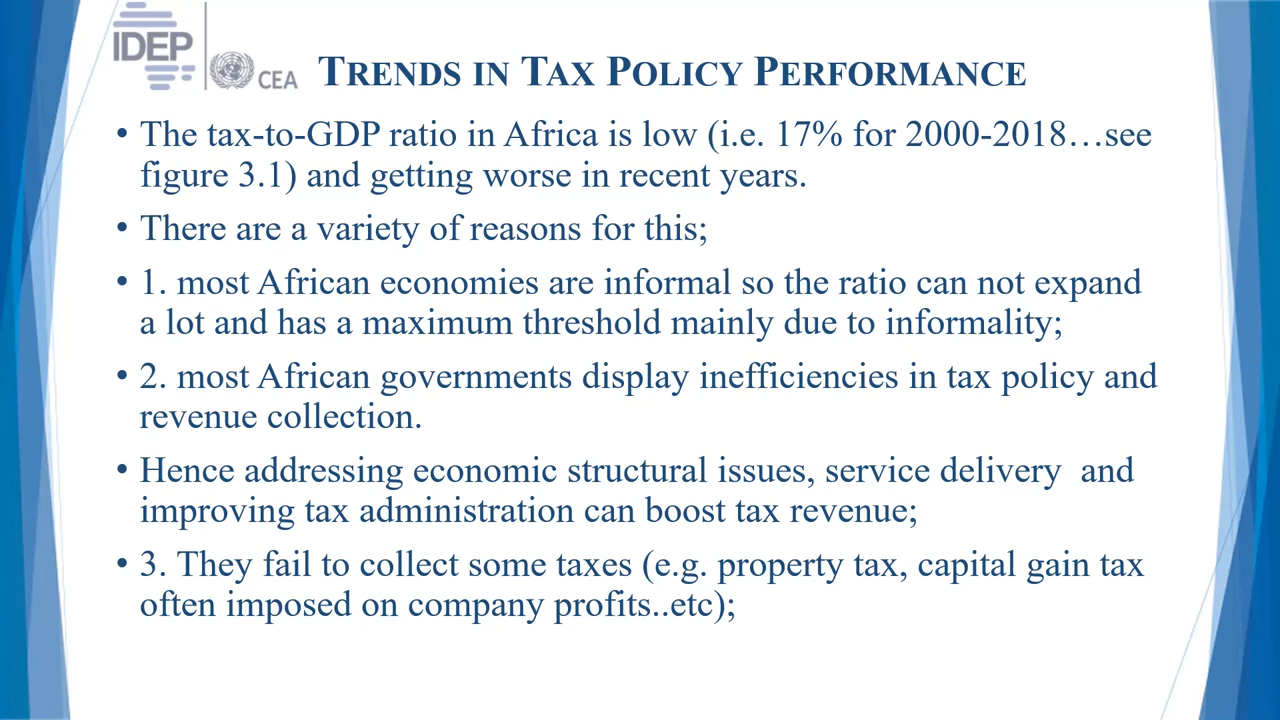 IDEP
CEA
TRENDS IN TAX POLICY PERFORMANCE
• The tax-to-GDP ratio in Africa is low (i.e. 17% for 2000-2018…see
figure 3.1) and getting worse in recent years.
• There are a variety of reasons for this;
• 1. most African economies are informal so the ratio can not expand
a lot and has a maximum threshold mainly due to informality;
• 2. most African governments display inefficiencies in tax policy and
revenue collection.
• Hence addressing economic structural issues, service delivery  and
improving tax administration can boost tax revenue;
• 3. They fail to collect some taxes (e.g. property tax, capital gain tax
often imposed on company profits..etc);